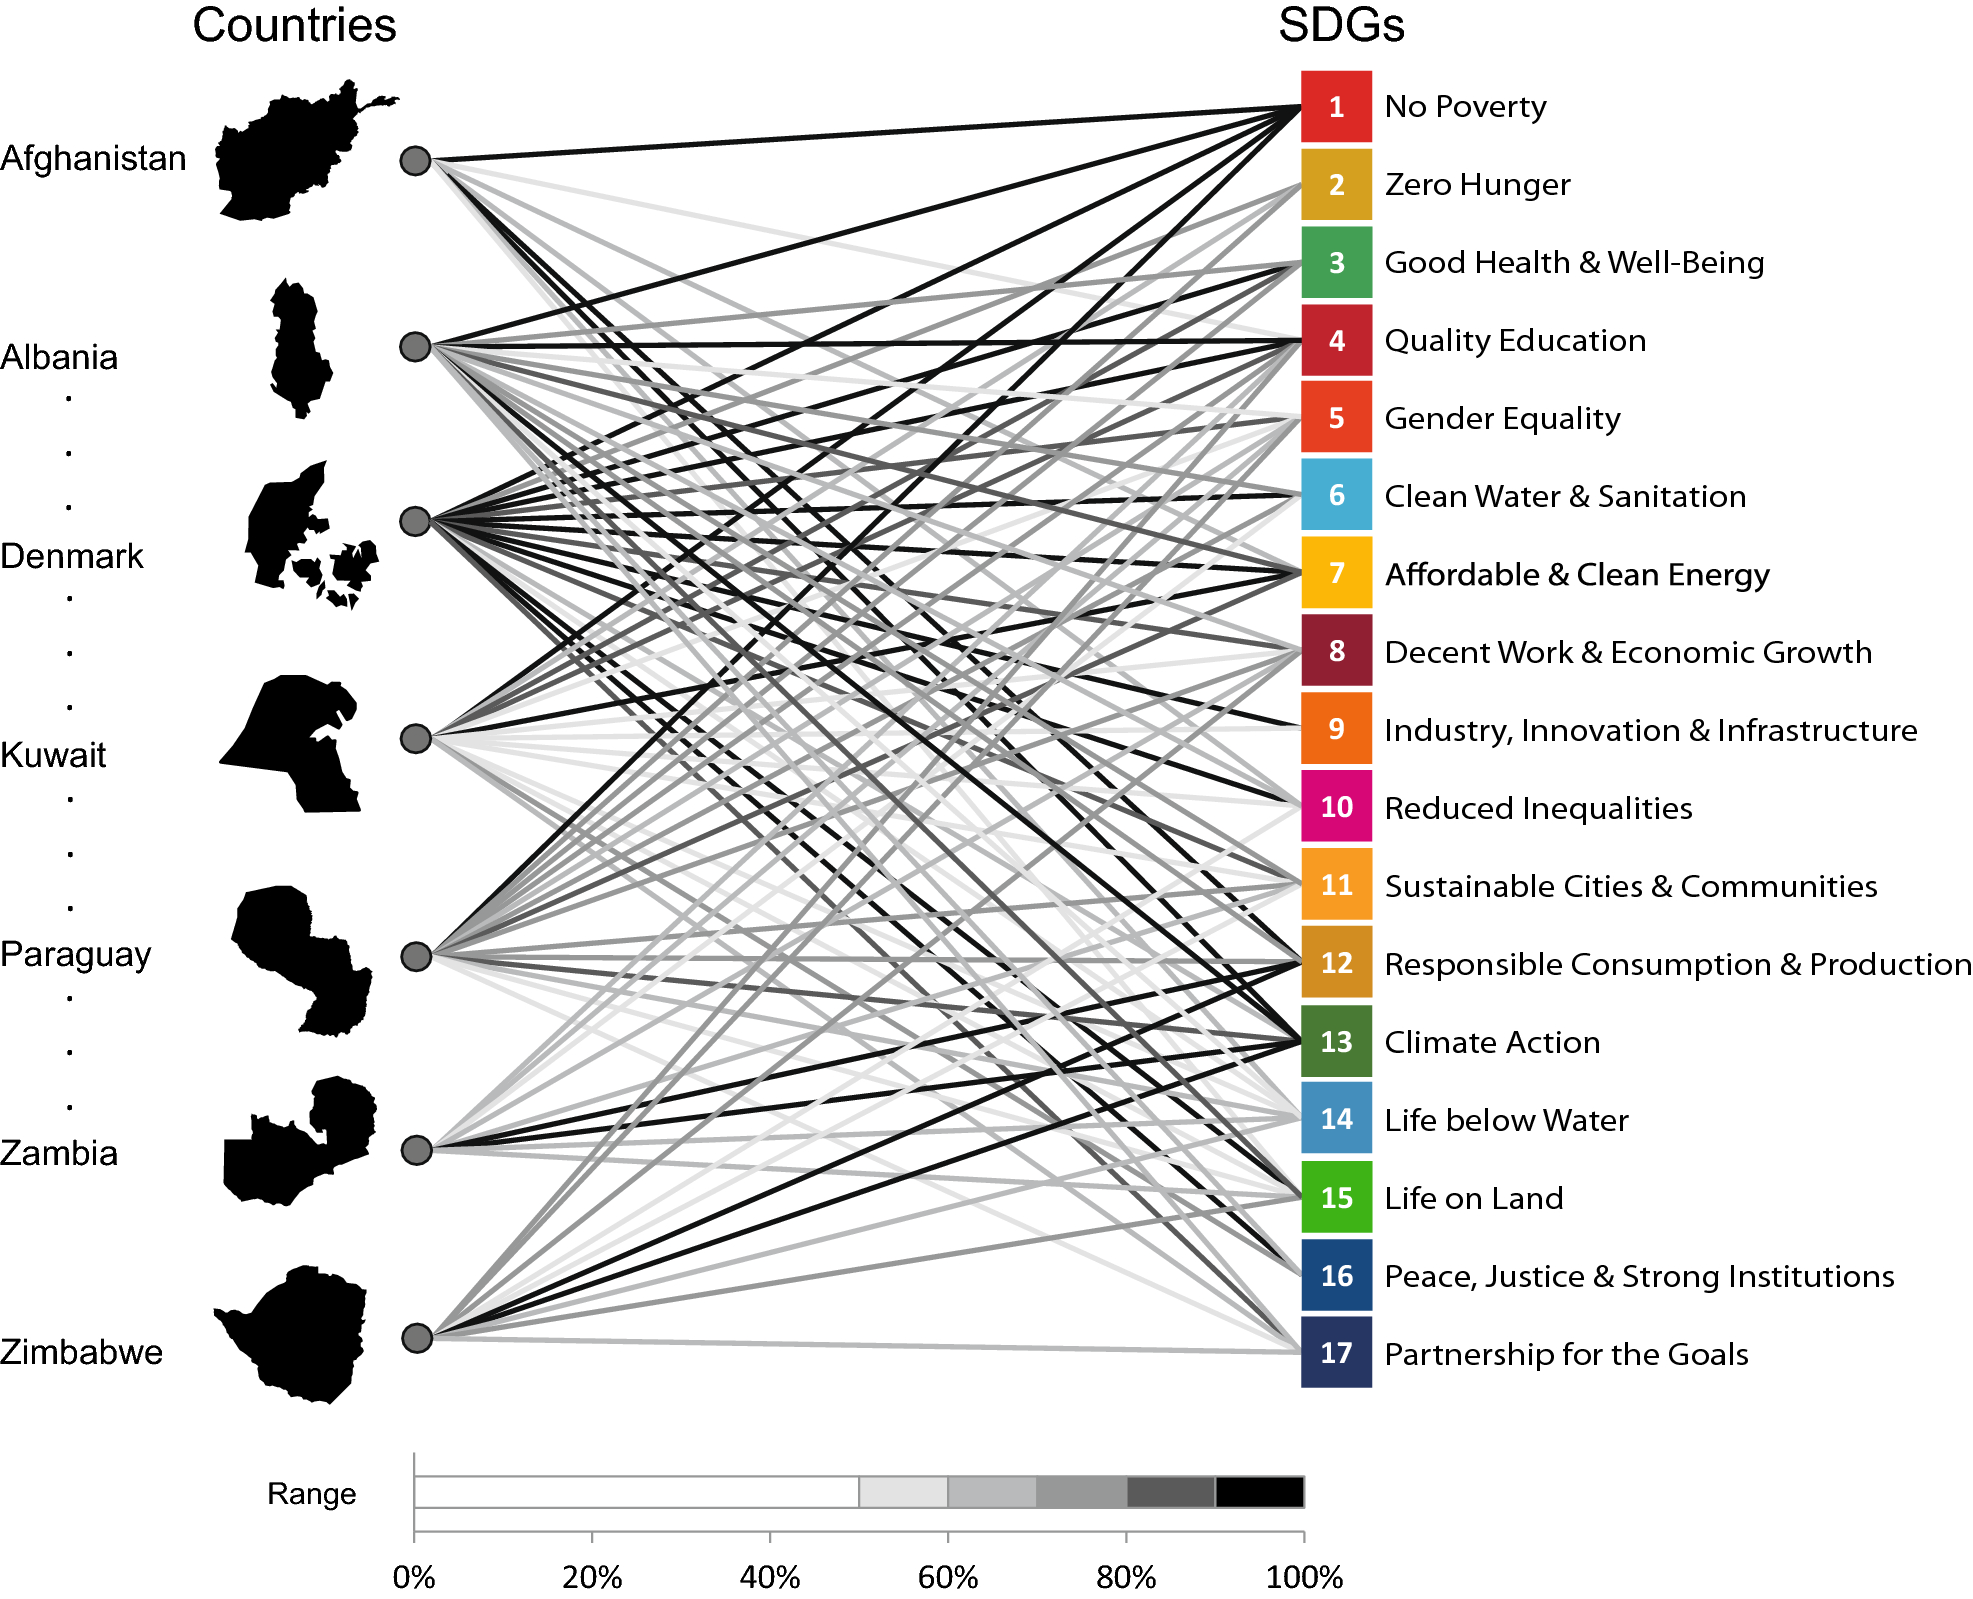 Countries
SDGs
Afghanistan
Albania
Denmark
Kuwait
Paraguay
Zambia
Zimbabwe
1 No Poverty
2 Zero Hunger
3 Good Health & Well-Being
4 Quality Education
5 Gender Equality
6 Clean Water & Sanitation
7 Affordable & Clean Energy
8 Decent Work & Economic Growth
9 Industry, Innovation & Infrastructure
10 Reduced Inequalities
11 Sustainable Cities & Communities
12 Responsible Consumption & Production
13 Climate Action
14 Life below Water
15 Life on Land
16 Peace, Justice & Strong Institutions
17 Partnership for the Goals
Range
0% 20% 40% 60% 80% 100%